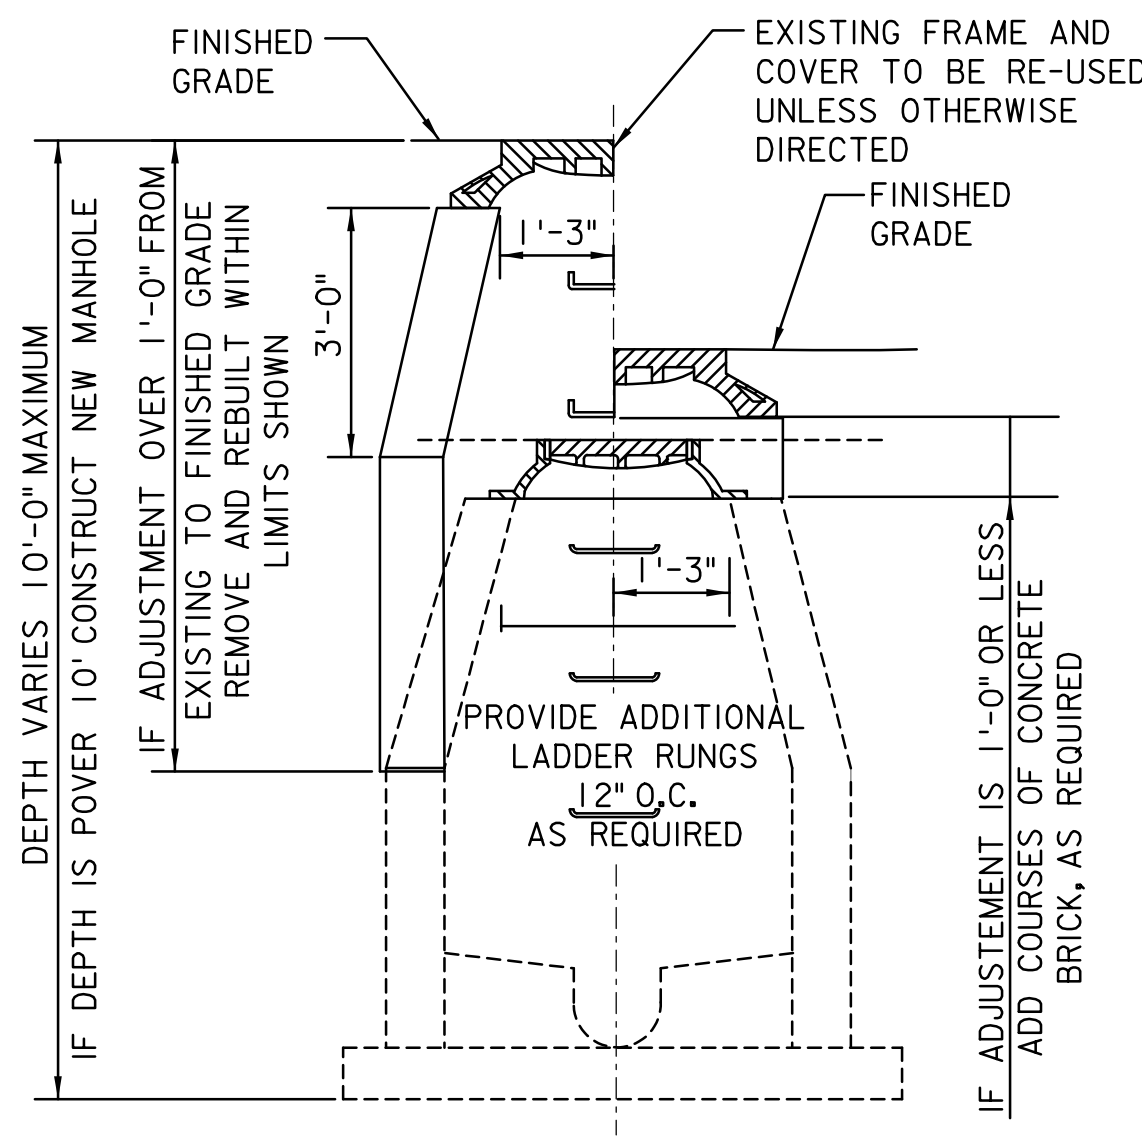 FINISHED
GRADE
EXISTING FRAME AND
COVER TO BE RE-USED
UNLESS OTHERWISE
DIRECTED
FINISHED
GRADE
1'-3"
3'-0"
DEPTH VARIES 10'-0" MAXIMUM
IF DEPTH IS POVER 10' CONSTRUCT NEW MANHOLE
IF ADJUSTMENT OVER 1'-0" FROM
EXISTING TO FINISHED GRADE
REMOVE AND REBUILT WITHIN
LIMITS SHOWN
1'-3"
PROVIDE ADDITIONAL
LADDER RUNGS
12" O.C.
AS REQUIRED
IF ADJUSTEMENT IS 1'-0" OR LESS
ADD COURSES OF CONCRETE
BRICK, AS REQUIRED